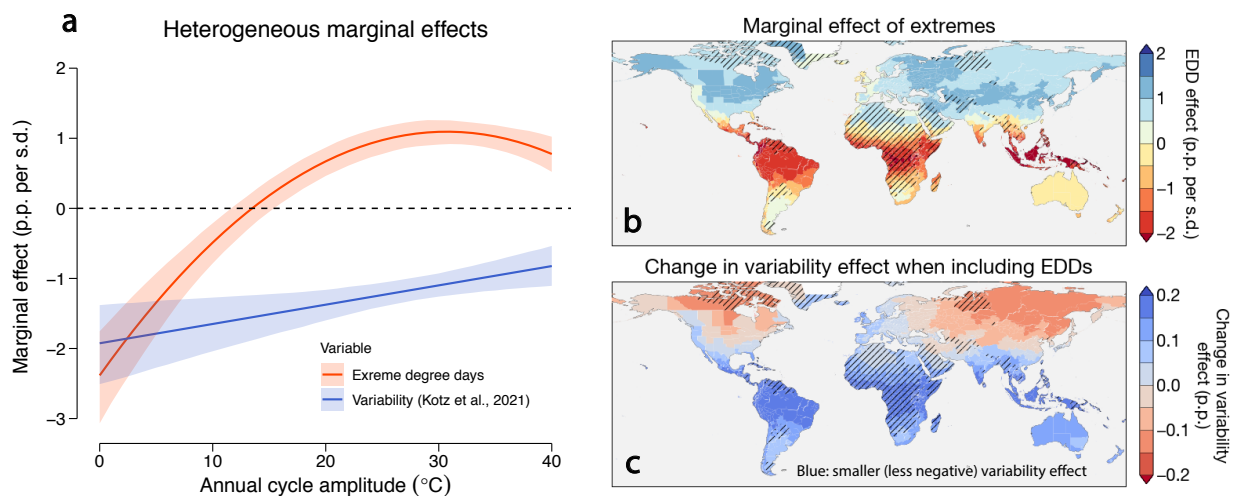 a
Heterogeneous marginal effects
Marginal effect (p.p. per s.d.)
2
1
0
−1
−2
−3
Variable
Exreme degree days
Variability (Kotz et al., 2021)
0
10
20
30
40
Annual cycle amplitude (°C)
Marginal effect of extremes
b
2
1
0
−1
−2
EDD effect (p.p. per s.d.)
Change in variability effect when including EDDs
c
Blue: smaller (less negative) variability effect
0.2
0.1
0.0
−0.1
−0.2
Change in variability
effect (p.p.)